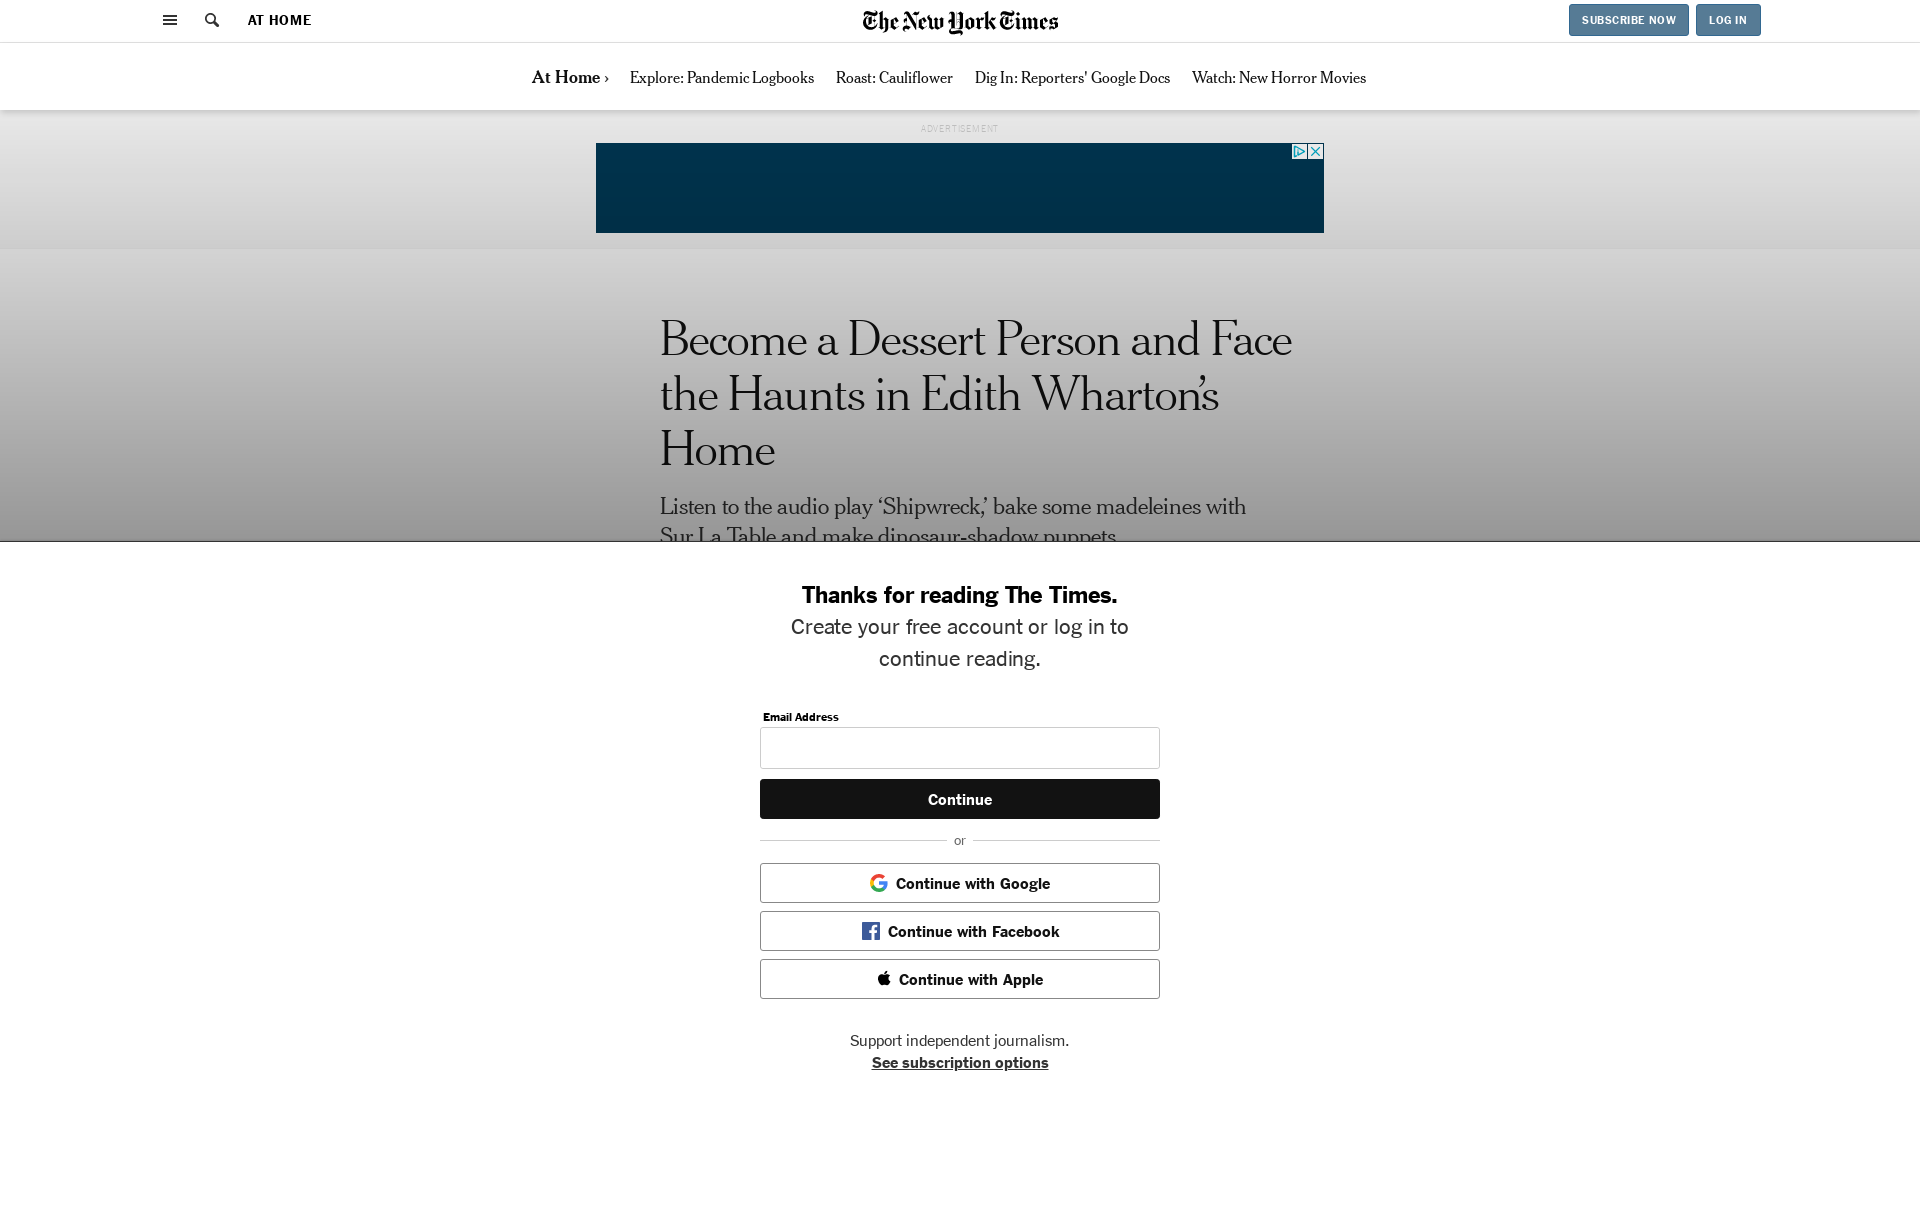 AT HOME
The New York Times
SUBSCRIBE NOW
LOG IN
At Home ›
Explore: Pandemic Logbooks
Roast: Cauliflower
Dig In: Reporters' Google Docs
Watch: New Horror Movies
ADVERTISEMENT
Become a Dessert Person and Face
the Haunts in Edith Wharton’s
Home
Listen to the audio play ‘Shipwreck,’ bake some madeleines with
Sur La Table and make dinosaur-shadow puppets.
Thanks for reading The Times.
Create your free account or log in to
continue reading.
Email Address
Continue
or
Continue with Google
Continue with Facebook
Continue with Apple
Support independent journalism.
See subscription options